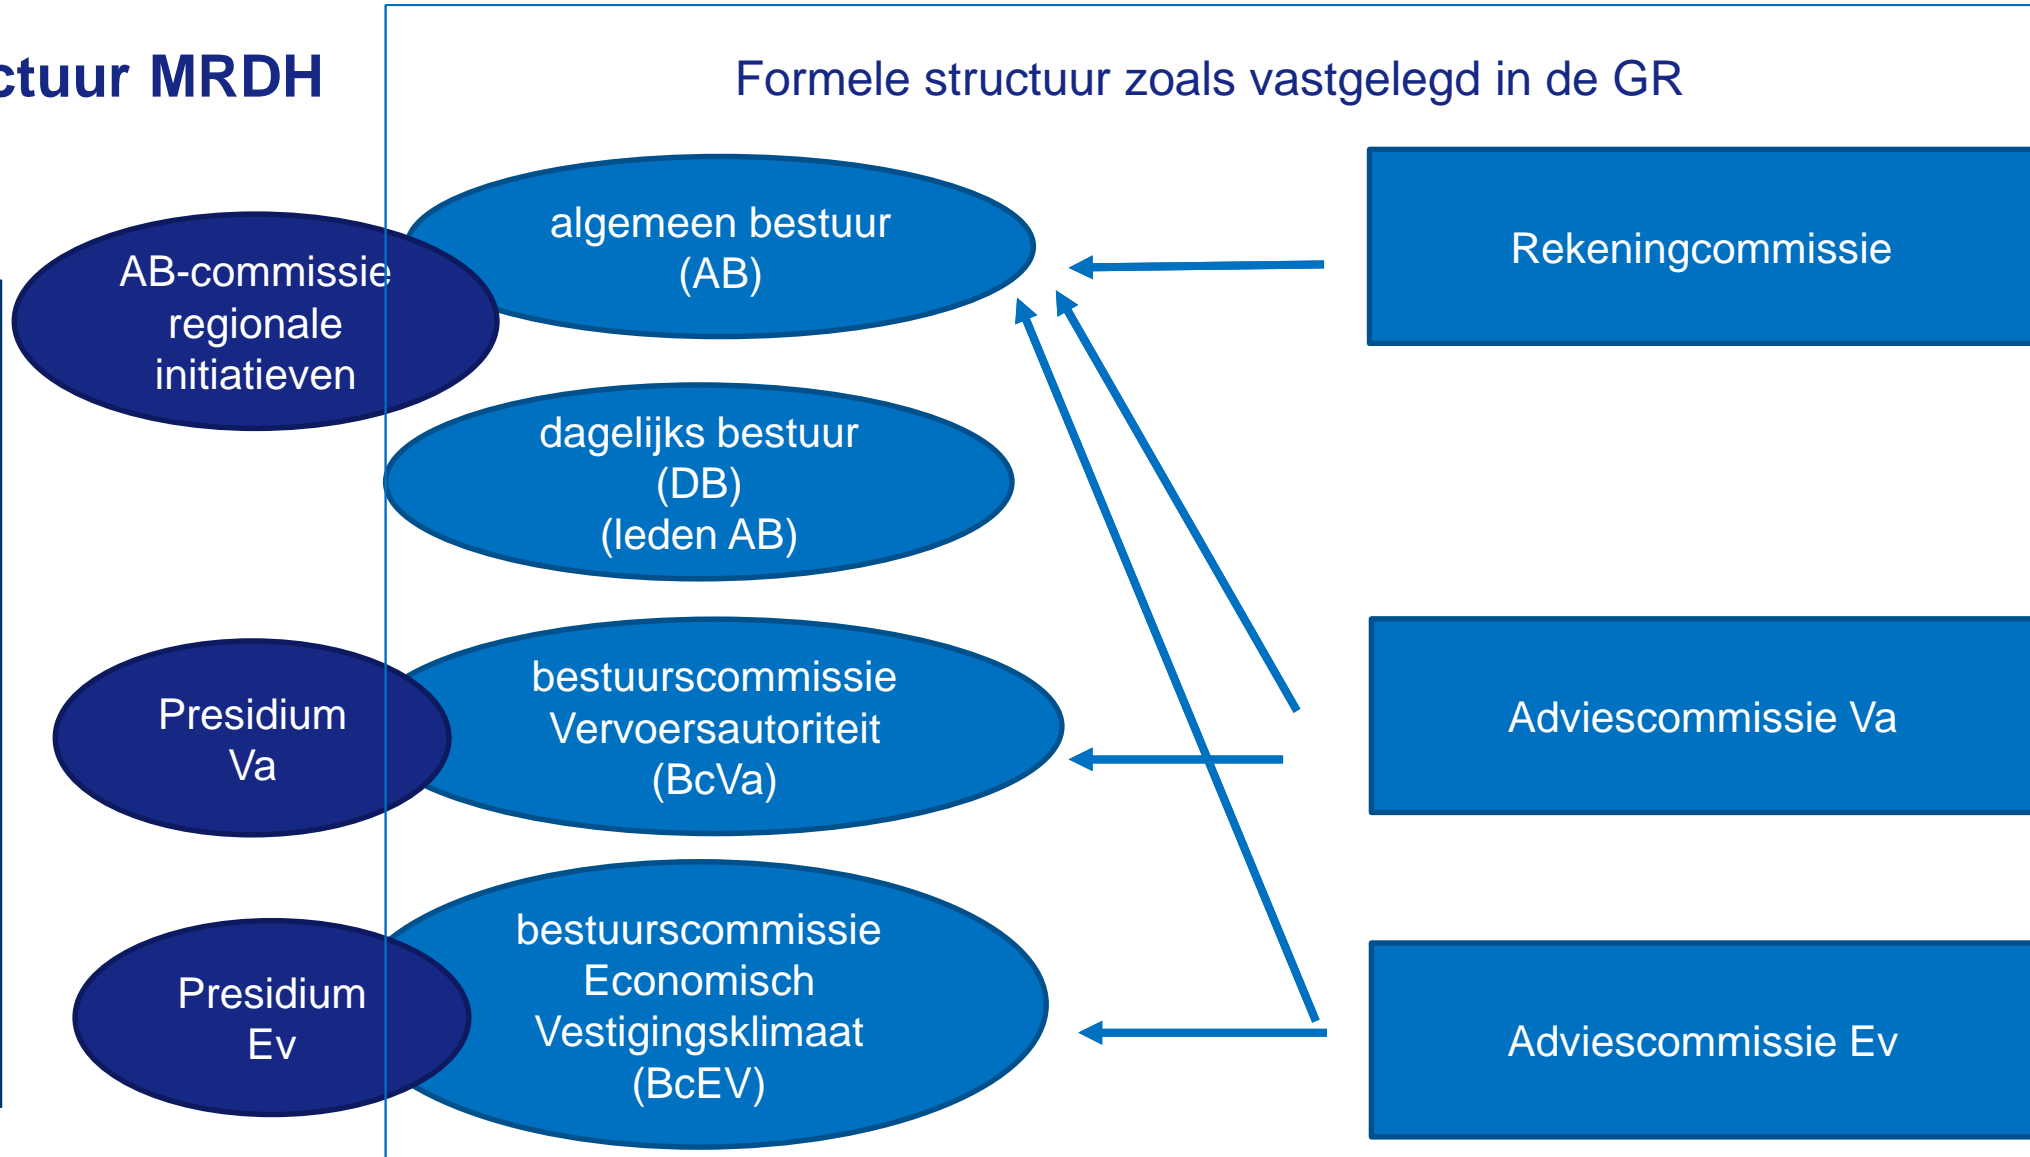 ctuur MRDH
Formele structuur zoals vastgelegd in de GR
algemeen bestuur
(AB)
Rekeningcommissie
AB-commissie
regionale
initiatieven
dagelijks bestuur
(DB)
(leden AB)
bestuurscommissie
Vervoersautoriteit
(BcVa)
Presidium
Va
Adviescommissie Va
bestuurscommissie
Economisch
Vestigingsklimaat
(BcEV)
Presidium
Ev
Adviescommissie Ev